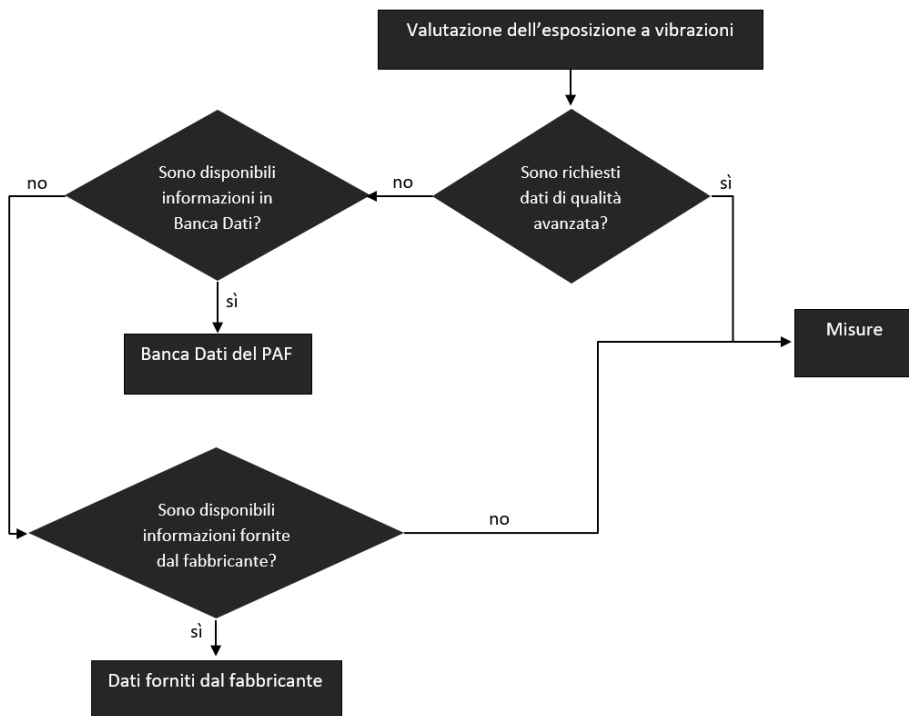 Valutazione dell’esposizione a vibrazioni
Sono richiesti
dati di qualità
avanzata?
no
sì
Sono disponibili
informazioni in
Banca Dati?
no
sì
Banca Dati del PAF
Misure
Sono disponibili
informazioni fornite
dal fabbricante?
no
sì
Dati forniti dal fabbricante